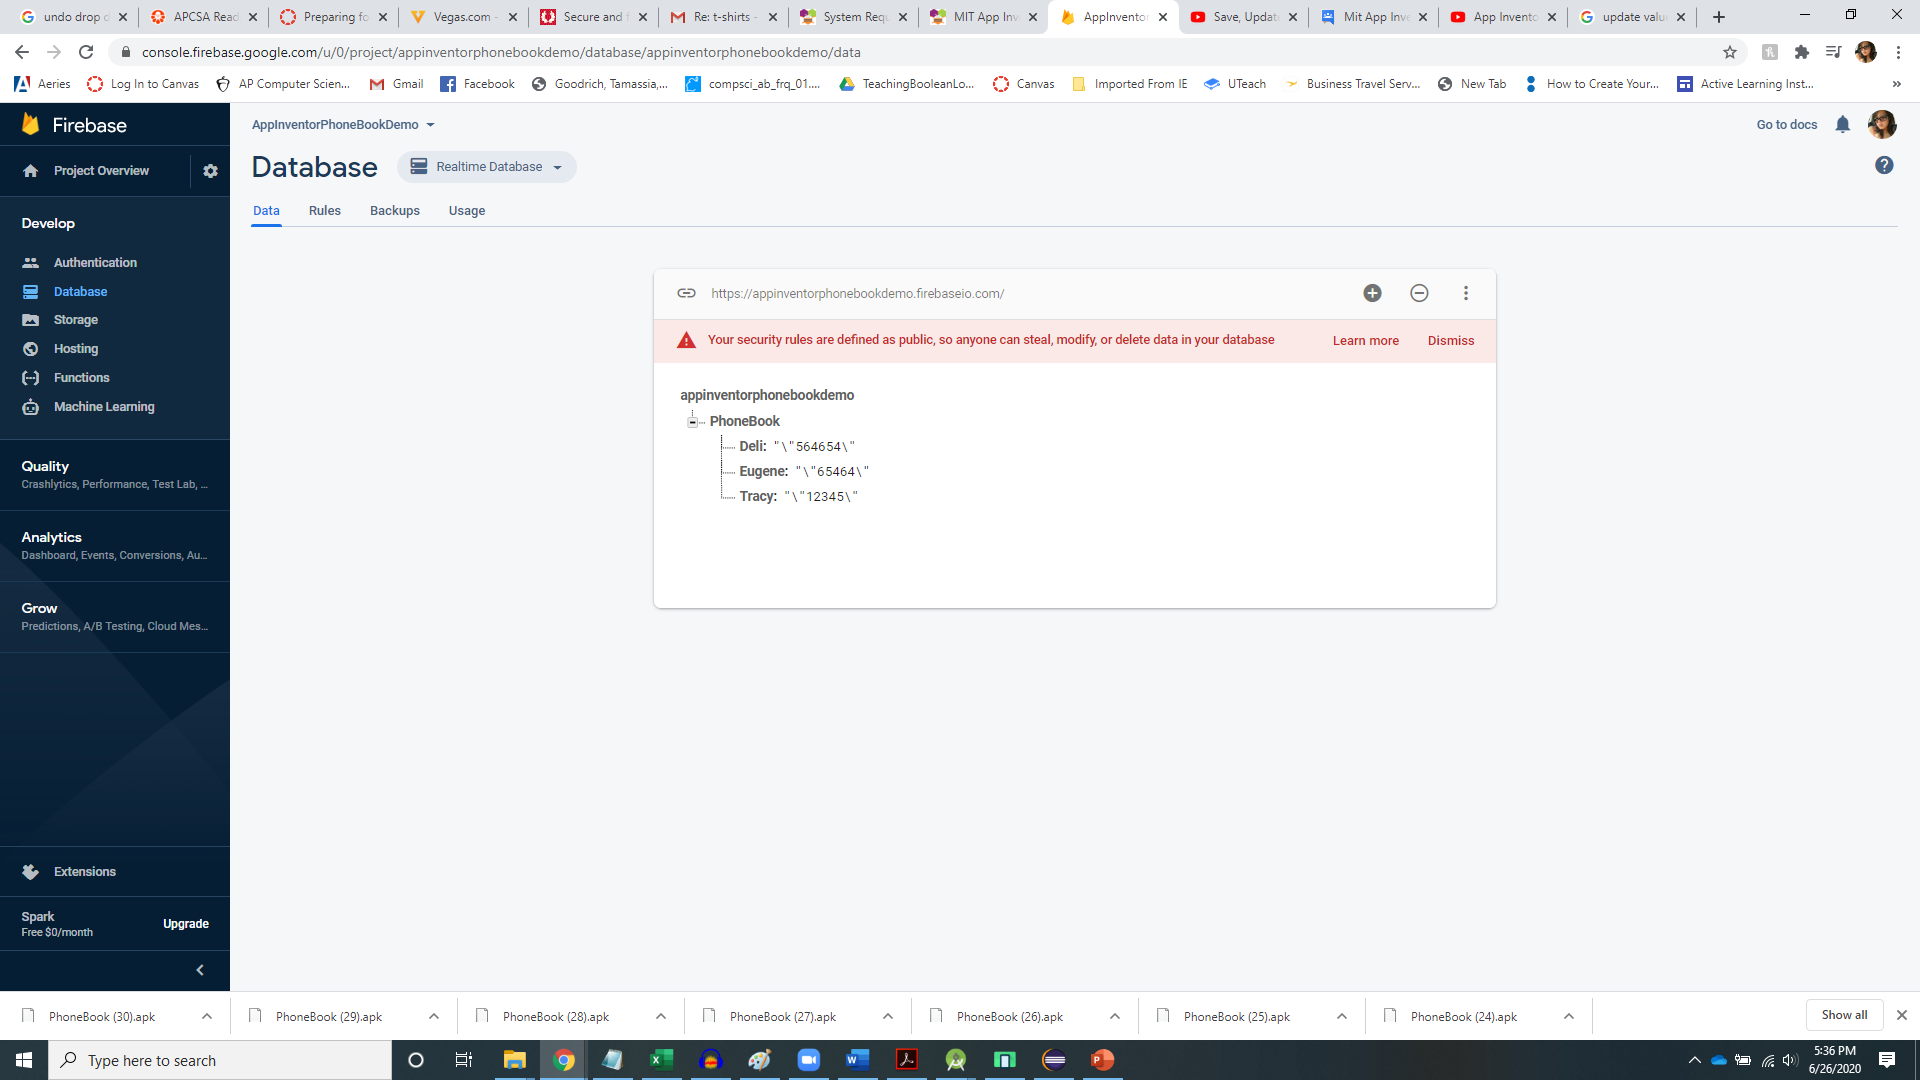 undo drop d
APCSA Read
Preparing fo
Vegas.com -
Secure and f
Re: t-shirts -
System Requ
MIT App Inv
AppInventor
Save, Update
Mit App Inve
App Invento
update valu
console.firebase.google.com/u/0/project/appinventorphonebookdemo/database/appinventorphonebookdemo/data
Aeries
Log In to Canvas
AP Computer Scien...
Gmail
Facebook
Goodrich, Tamassia,...
compsci_ab_frq_01....
TeachingBooleanLo...
Canvas
Imported From IE
UTeach
Business Travel Serv...
New Tab
How to Create Your...
Active Learning Inst...
»
Firebase
AppInventorPhoneBookDemo
Go to docs
Project Overview
Database
Realtime Database
Data
Rules
Backups
Usage
Develop
Authentication
Database
Storage
Hosting
Functions
Machine Learning
Quality
Crashlytics, Performance, Test Lab, ...
Analytics
Dashboard, Events, Conversions, Au...
Grow
Predictions, A/B Testing, Cloud Mes...
Extensions
Spark
Free $0/month
Upgrade
https://appinventorphonebookdemo.firebaseio.com/
Your security rules are defined as public, so anyone can steal, modify, or delete data in your database
Learn more
Dismiss
appinventorphonebookdemo
PhoneBook
Deli: "\"564654\"
Eugene: "\"65464\"
Tracy: "\"12345\"
PhoneBook (30).apk
PhoneBook (29).apk
PhoneBook (28).apk
PhoneBook (27).apk
PhoneBook (26).apk
PhoneBook (25).apk
PhoneBook (24).apk
Show all
Type here to search
5:36 PM
6/26/2020